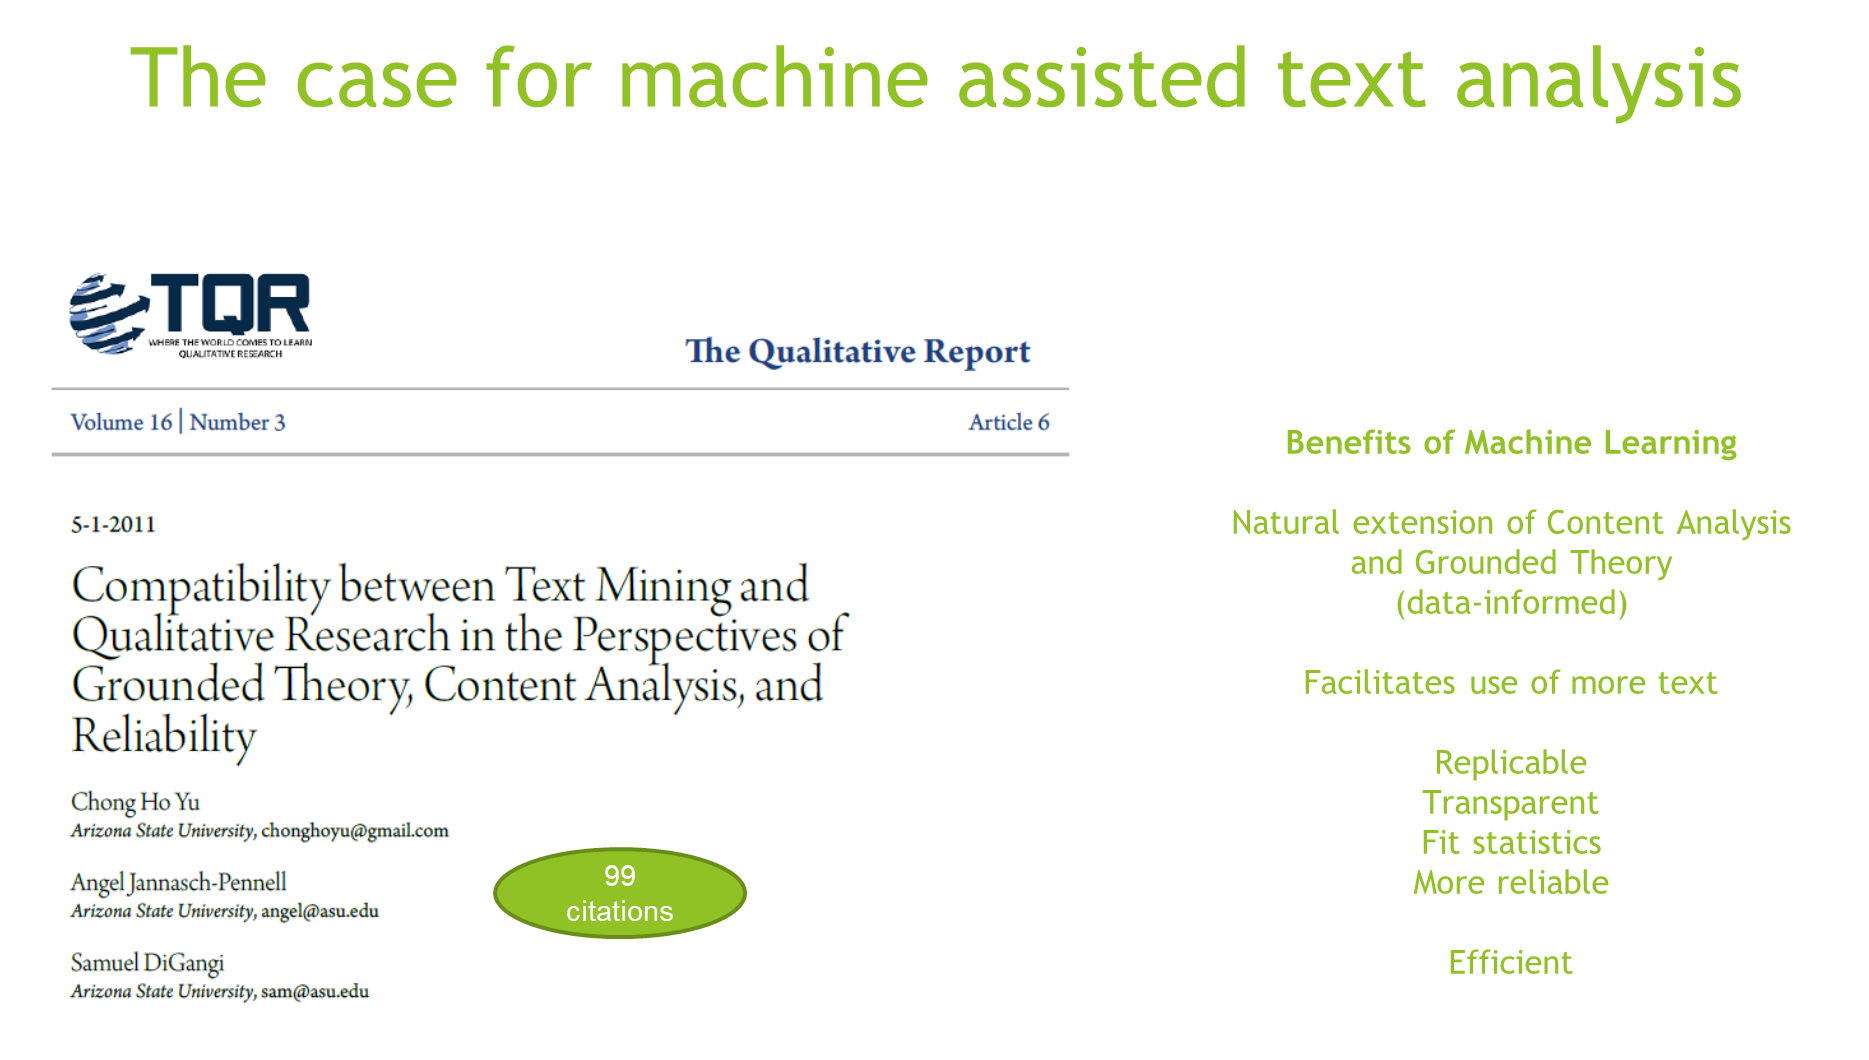 The case for machine assisted text analysis
TQR
WHERE THE WORLD COMES TO LEARN
QUALITATIVE RESEARCH
The Qualitative Report
Volume 16 | Number 3
Article 6
5-1-2011
Compatibility between Text Mining and
Qualitative Research in the Perspectives of
Grounded Theory, Content Analysis, and
Reliability
Chong Ho Yu
Arizona State University, chonghoyu@gmail.com
Angel Jannasch-Pennell
Arizona State University, angel@asu.edu
Samuel DiGangi
Arizona State University, sam@asu.edu
99
citations
Benefits of Machine Learning
Natural extension of Content Analysis
and Grounded Theory
(data-informed)
Facilitates use of more text
Replicable
Transparent
Fit statistics
More reliable
Efficient